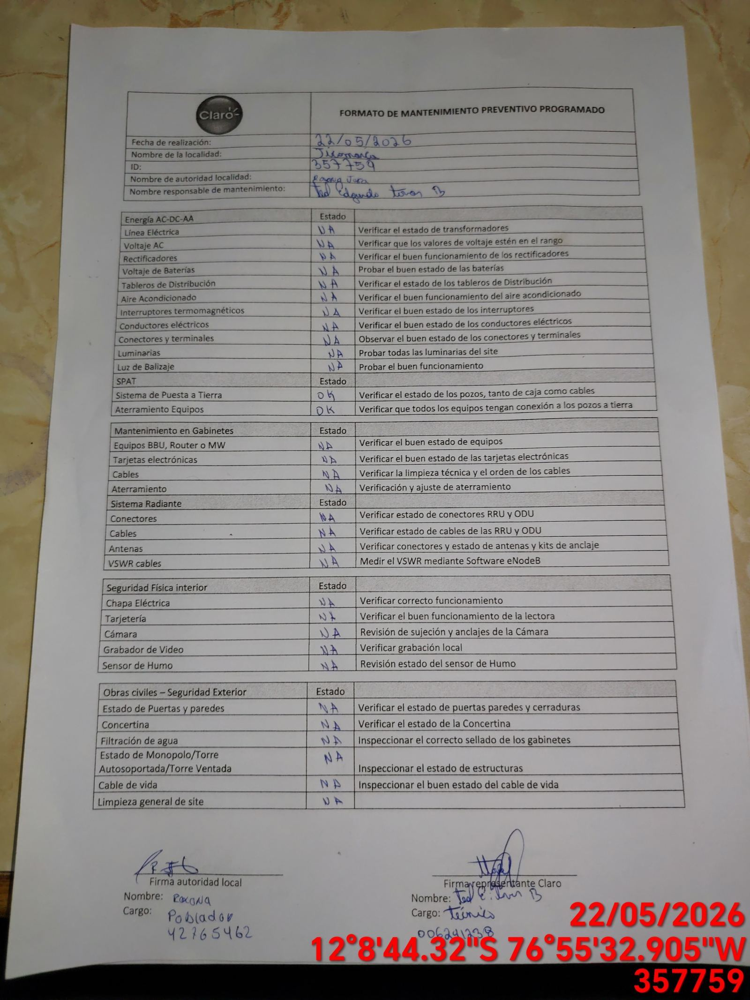 Claro
FORMATO DE MANTENIMIENTO PREVENTIVO PROGRAMADO
Fecha de realización: 22/05/2026
Nombre de la localidad: Jicamarca
ID: 357759
Nombre de autoridad localidad: Roxana Jara
Nombre responsable de mantenimiento: Ted Edgardo Tovar B
Energía AC-DC-AA Estado
Línea Eléctrica NA Verificar el estado de transformadores
Voltaje AC NA Verificar que los valores de voltaje estén en el rango
Rectificadores NA Verificar el buen funcionamiento de los rectificadores
Voltaje de Baterías NA Probar el buen estado de las baterías
Tableros de Distribución NA Verificar el estado de los tableros de Distribución
Aire Acondicionado NA Verificar el buen funcionamiento del aire acondicionado
Interruptores termomagnéticos NA Verificar el buen estado de los interruptores
Conductores eléctricos NA Verificar el buen estado de los conductores eléctricos
Conectores y terminales NA Observar el buen estado de los conectores y terminales
Luminarias NA Probar todas las luminarias del site
Luz de Balizaje NA Probar el buen funcionamiento
SPAT Estado
Sistema de Puesta a Tierra OK Verificar el estado de los pozos, tanto de caja como cables
Aterramiento Equipos OK Verificar que todos los equipos tengan conexión a los pozos a tierra
Mantenimiento en Gabinetes Estado
Equipos BBU, Router o MW NA Verificar el buen estado de equipos
Tarjetas electrónicas NA Verificar el buen estado de las tarjetas electrónicas
Cables NA Verificar la limpieza técnica y el orden de los cables
Aterramiento NA Verificación y ajuste de aterramiento
Sistema Radiante Estado
Conectores NA Verificar estado de conectores RRU y ODU
Cables NA Verificar estado de cables de las RRU y ODU
Antenas NA Verificar conectores y estado de antenas y kits de anclaje
VSWR cables NA Medir el VSWR mediante Software eNodeB
Seguridad Física interior Estado
Chapa Eléctrica NA Verificar correcto funcionamiento
Tarjetería NA Verificar el buen funcionamiento de la lectora
Cámara NA Revisión de sujeción y anclajes de la Cámara
Grabador de Video NA Verificar grabación local
Sensor de Humo NA Revisión estado del sensor de Humo
Obras civiles – Seguridad Exterior Estado
Estado de Puertas y paredes NA Verificar el estado de puertas paredes y cerraduras
Concertina NA Verificar el estado de la Concertina
Filtración de agua NA Inspeccionar el correcto sellado de los gabinetes
Estado de Monopolo/Torre NA
Autosoportada/Torre Ventada Inspeccionar el estado de estructuras
Cable de vida NA Inspeccionar el buen estado del cable de vida
Limpieza general de site NA
Firma autoridad local Firma representante Claro
Nombre: Roxana Nombre: Ted E. B
Cargo: Poblador Cargo: Técnico
42765462 006241238
22/05/2026
12°8'44.32"S 76°55'32.905"W
357759